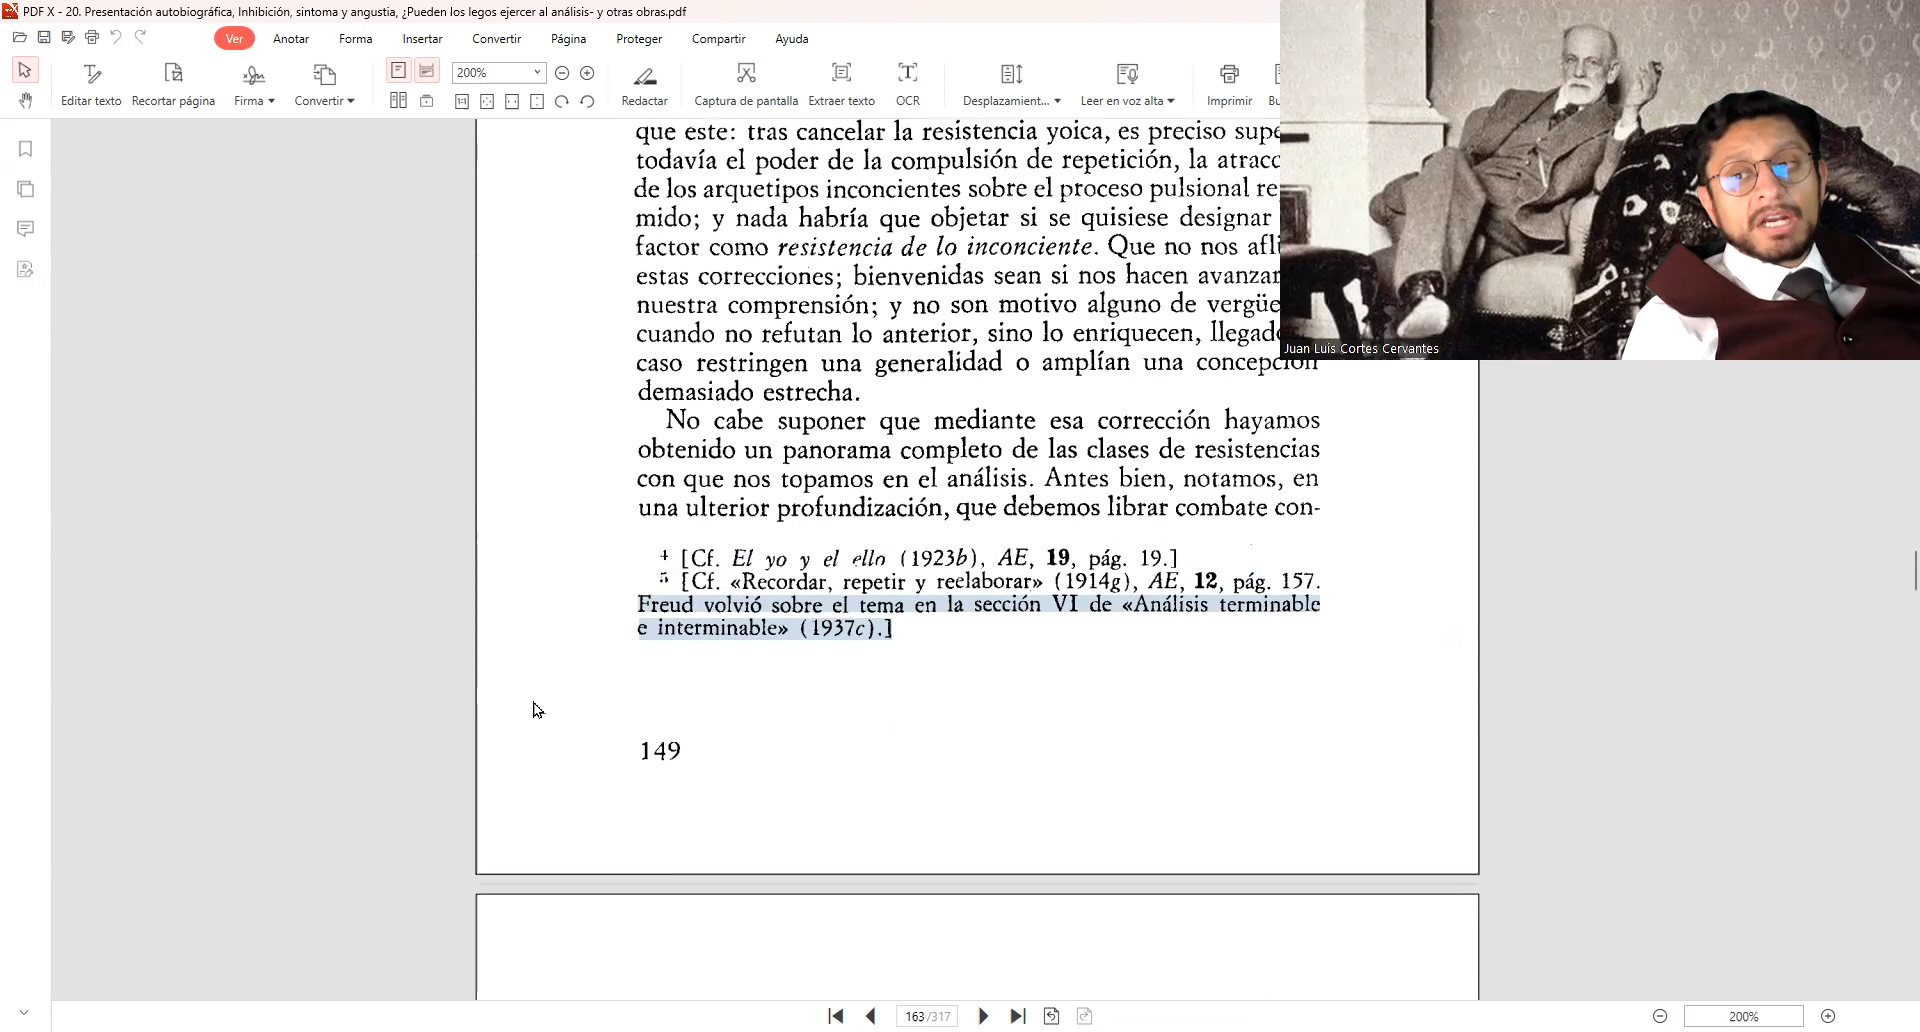 PDF X - 20. Presentación autobiográfica, Inhibición, sintoma y angustia, ¿Pueden los legos ejercer al análisis- y otras obras.pdf
Ver Anotar Forma Insertar Convertir Página Proteger Compartir Ayuda
200%
Editar texto Recortar página Firma Convertir Redactar Captura de pantalla Extraer texto OCR Desplazamient... Leer en voz alta Imprimir
que este: tras cancelar la resistencia yoica, es preciso supe
todavía el poder de la compulsión de repetición, la atracc
de los arquetipos inconcientes sobre el proceso pulsional re
mido; y nada habría que objetar si se quisiese designar
factor como resistencia de lo inconciente. Que no nos afli
estas correcciones; bienvenidas sean si nos hacen avanzar
nuestra comprensión; y no son motivo alguno de vergüe
cuando no refutan lo anterior, sino lo enriquecen, llegado
caso restringen una generalidad o amplían una concepción
demasiado estrecha.
No cabe suponer que mediante esa corrección hayamos
obtenido un panorama completo de las clases de resistencias
con que nos topamos en el análisis. Antes bien, notamos, en
una ulterior profundización, que debemos librar combate con-
4 [Cf. El yo y el ello (1923b), AE, 19, pág. 19.]
5 [Cf. «Recordar, repetir y reelaborar» (1914g), AE, 12, pág. 157.
Freud volvió sobre el tema en la sección VI de «Análisis terminable
e interminable» (1937c).]
149
Juan Luis Cortes Cervantes
163 /317
200%